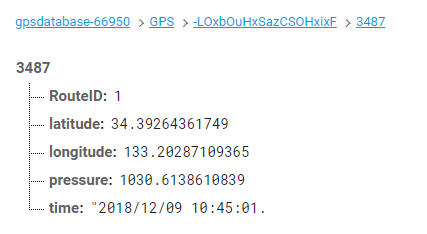 gpsdatabase-66950 > GPS > -LOxbOuHxSazCSOHxixF > 3487
3487
RouteID: 1
latitude: 34.39264361749
longitude: 133.20287109365
pressure: 1030.6138610839
time: "2018/12/09 10:45:01.